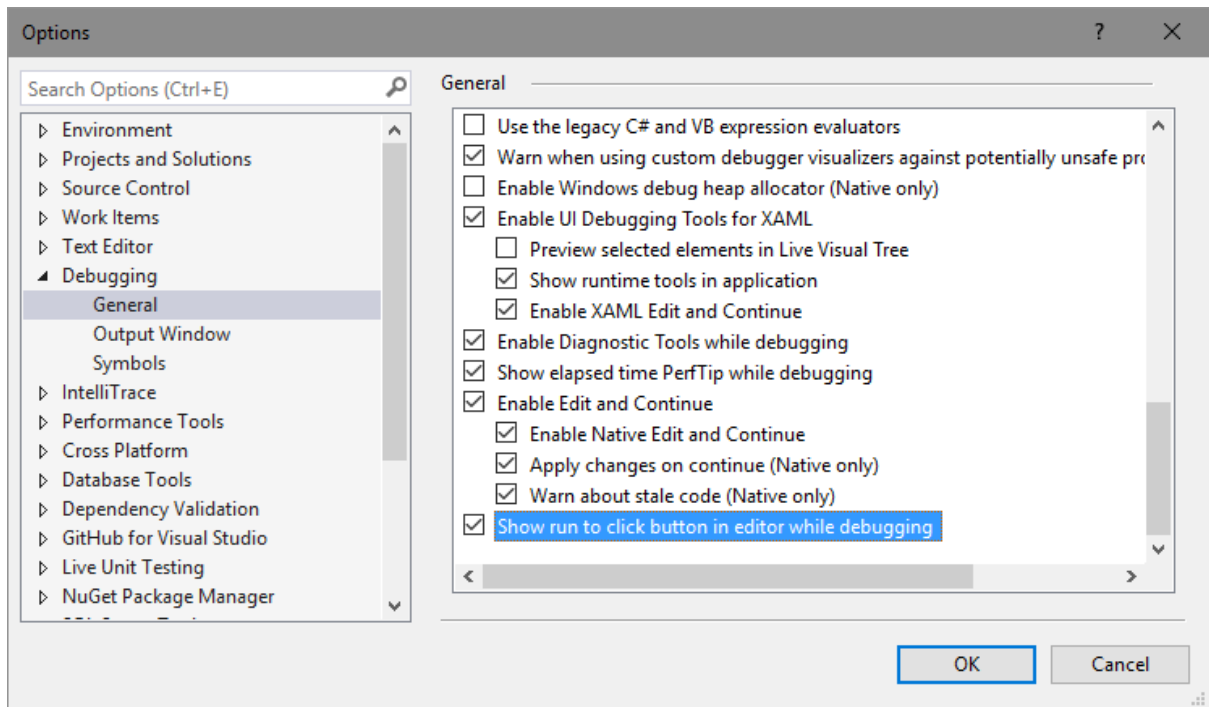 Options
?
Search Options (Ctrl+E)
Environment
Projects and Solutions
Source Control
Work Items
Text Editor
Debugging
General
Output Window
Symbols
IntelliTrace
Performance Tools
Cross Platform
Database Tools
Dependency Validation
GitHub for Visual Studio
Live Unit Testing
NuGet Package Manager
General
Use the legacy C# and VB expression evaluators
Warn when using custom debugger visualizers against potentially unsafe pro
Enable Windows debug heap allocator (Native only)
Enable UI Debugging Tools for XAML
Preview selected elements in Live Visual Tree
Show runtime tools in application
Enable XAML Edit and Continue
Enable Diagnostic Tools while debugging
Show elapsed time PerfTip while debugging
Enable Edit and Continue
Enable Native Edit and Continue
Apply changes on continue (Native only)
Warn about stale code (Native only)
Show run to click button in editor while debugging
OK
Cancel